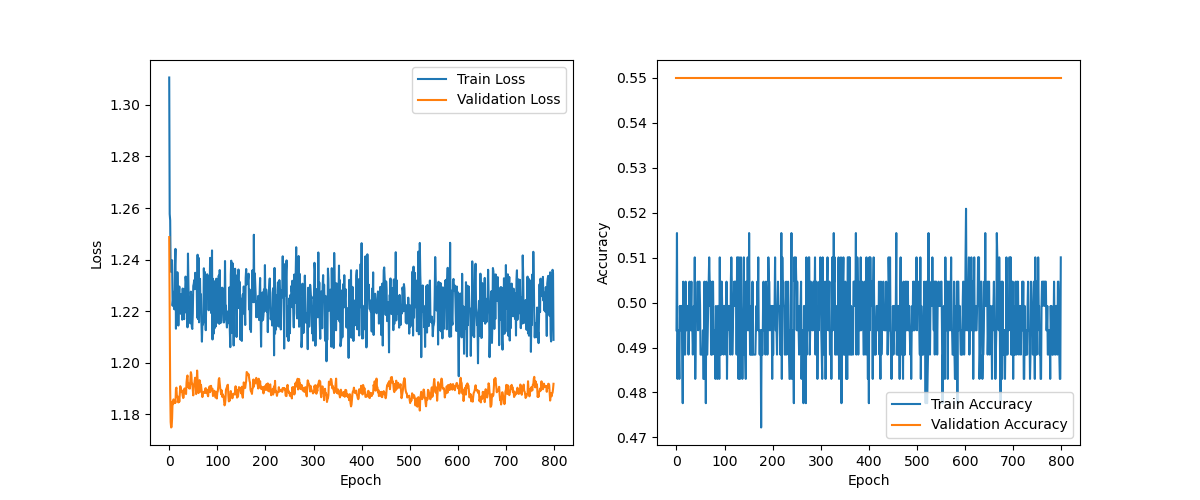 Train Loss
Validation Loss
1.30
1.28
1.26
1.24
1.22
1.20
1.18
Loss
0 100 200 300 400 500 600 700 800
Epoch
0.55
0.54
0.53
0.52
0.51
0.50
0.49
0.48
0.47
Accuracy
Train Accuracy
Validation Accuracy
0 100 200 300 400 500 600 700 800
Epoch